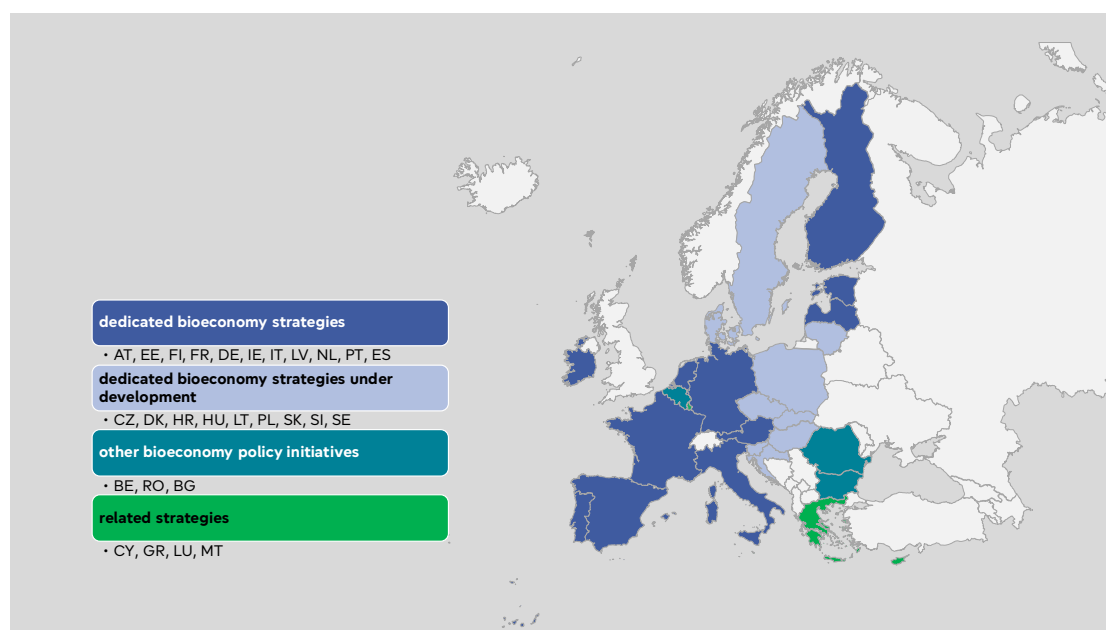 dedicated bioeconomy strategies
• AT, EE, FI, FR, DE, IE, IT, LV, NL, PT, ES
dedicated bioeconomy strategies under
development
• CZ, DK, HR, HU, LT, PL, SK, SI, SE
other bioeconomy policy initiatives
• BE, RO, BG
related strategies
• CY, GR, LU, MT